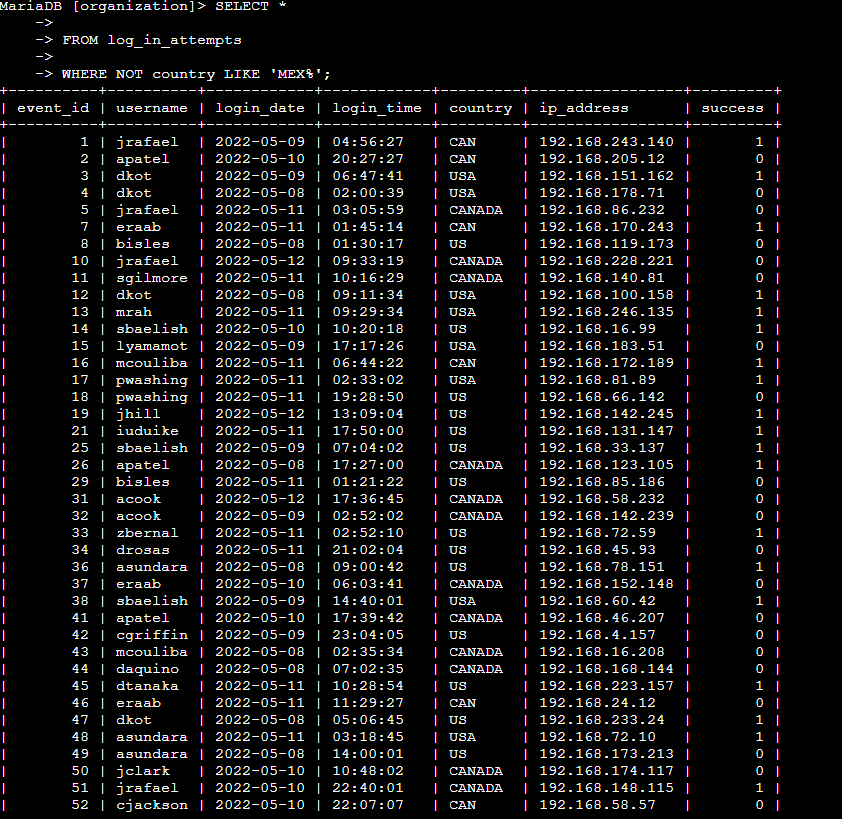 MariaDB [organization]> SELECT *
    ->
    -> FROM log_in_attempts
    ->
    -> WHERE NOT country LIKE 'MEX%';
+----------+----------+------------+------------+---------+-----------------+---------+
| event_id | username | login_date | login_time | country | ip_address      | success |
+----------+----------+------------+------------+---------+-----------------+---------+
|        1 | jrafael  | 2022-05-09 | 04:56:27   | CAN     | 192.168.243.140 |       1 |
|        2 | apatel   | 2022-05-10 | 20:27:27   | CAN     | 192.168.205.12  |       0 |
|        3 | dkot     | 2022-05-09 | 06:47:41   | USA     | 192.168.151.162 |       1 |
|        4 | dkot     | 2022-05-08 | 02:00:39   | USA     | 192.168.178.71  |       0 |
|        5 | jrafael  | 2022-05-11 | 03:05:59   | CANADA  | 192.168.86.232  |       0 |
|        7 | eraab    | 2022-05-11 | 01:45:14   | CAN     | 192.168.170.243 |       1 |
|        8 | bisles   | 2022-05-08 | 01:30:17   | US      | 192.168.119.173 |       0 |
|       10 | jrafael  | 2022-05-12 | 09:33:19   | CANADA  | 192.168.228.221 |       0 |
|       11 | sgilmore | 2022-05-11 | 10:16:29   | CANADA  | 192.168.140.81  |       0 |
|       12 | dkot     | 2022-05-08 | 09:11:34   | USA     | 192.168.100.158 |       1 |
|       13 | mrah     | 2022-05-11 | 09:29:34   | USA     | 192.168.246.135 |       1 |
|       14 | sbaelish | 2022-05-10 | 10:20:18   | US      | 192.168.16.99   |       1 |
|       15 | lyamamot | 2022-05-09 | 17:17:26   | USA     | 192.168.183.51  |       0 |
|       16 | mcouliba | 2022-05-11 | 06:44:22   | CAN     | 192.168.172.189 |       1 |
|       17 | pwashing | 2022-05-11 | 02:33:02   | USA     | 192.168.81.89   |       1 |
|       18 | pwashing | 2022-05-11 | 19:28:50   | US      | 192.168.66.142  |       0 |
|       19 | jhill    | 2022-05-12 | 13:09:04   | US      | 192.168.142.245 |       1 |
|       21 | iuduike  | 2022-05-11 | 17:50:00   | US      | 192.168.131.147 |       1 |
|       25 | sbaelish | 2022-05-09 | 07:04:02   | US      | 192.168.33.137  |       1 |
|       26 | apatel   | 2022-05-08 | 17:27:00   | CANADA  | 192.168.123.105 |       1 |
|       29 | bisles   | 2022-05-11 | 01:21:22   | US      | 192.168.85.186  |       0 |
|       31 | acook    | 2022-05-12 | 17:36:45   | CANADA  | 192.168.58.232  |       0 |
|       32 | acook    | 2022-05-09 | 02:52:02   | CANADA  | 192.168.142.239 |       0 |
|       33 | zbernal  | 2022-05-11 | 02:52:10   | US      | 192.168.72.59   |       1 |
|       34 | drosas   | 2022-05-11 | 21:02:04   | US      | 192.168.45.93   |       0 |
|       36 | asundara | 2022-05-08 | 09:00:42   | US      | 192.168.78.151  |       1 |
|       37 | eraab    | 2022-05-10 | 06:03:41   | CANADA  | 192.168.152.148 |       0 |
|       38 | sbaelish | 2022-05-09 | 14:40:01   | USA     | 192.168.60.42   |       1 |
|       41 | apatel   | 2022-05-10 | 17:39:42   | CANADA  | 192.168.46.207  |       0 |
|       42 | cgriffin | 2022-05-09 | 23:04:05   | US      | 192.168.4.157   |       0 |
|       43 | mcouliba | 2022-05-08 | 02:35:34   | CANADA  | 192.168.16.208  |       0 |
|       44 | daquino  | 2022-05-08 | 07:02:35   | CANADA  | 192.168.168.144 |       0 |
|       45 | dtanaka  | 2022-05-11 | 10:28:54   | US      | 192.168.223.157 |       1 |
|       46 | eraab    | 2022-05-11 | 11:29:27   | CAN     | 192.168.24.12   |       0 |
|       47 | dkot     | 2022-05-08 | 05:06:45   | US      | 192.168.233.24  |       1 |
|       48 | asundara | 2022-05-11 | 03:18:45   | USA     | 192.168.72.10   |       1 |
|       49 | asundara | 2022-05-08 | 14:00:01   | US      | 192.168.173.213 |       0 |
|       50 | jclark   | 2022-05-10 | 10:48:02   | CANADA  | 192.168.174.117 |       0 |
|       51 | jrafael  | 2022-05-10 | 22:40:01   | CANADA  | 192.168.148.115 |       1 |
|       52 | cjackson | 2022-05-10 | 22:07:07   | CAN     | 192.168.58.57   |       0 |